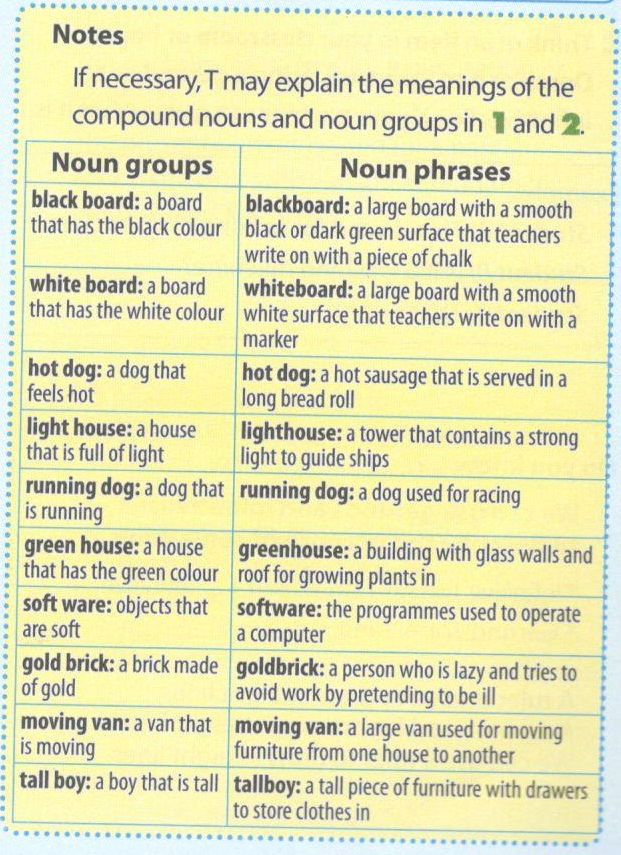 Notes
If necessary, T may explain the meanings of the
compound nouns and noun groups in 1 and 2.
Noun groups
Noun phrases
black board: a board
that has the black colour
blackboard: a large board with a smooth
black or dark green surface that teachers
write on with a piece of chalk
white board: a board
that has the white colour
whiteboard: a large board with a smooth
white surface that teachers write on with a
marker
hot dog: a dog that
feels hot
hot dog: a hot sausage that is served in a
long bread roll
light house: a house
that is full of light
lighthouse: a tower that contains a strong
light to guide ships
running dog: a dog that
is running
running dog: a dog used for racing
green house: a house
that has the green colour
greenhouse: a building with glass walls and
roof for growing plants in
soft ware: objects that
are soft
software: the programmes used to operate
a computer
gold brick: a brick made
of gold
goldbrick: a person who is lazy and tries to
avoid work by pretending to be ill
moving van: a van that
is moving
moving van: a large van used for moving
furniture from one house to another
tall boy: a boy that is tall
tallboy: a tall piece of furniture with drawers
to store clothes in